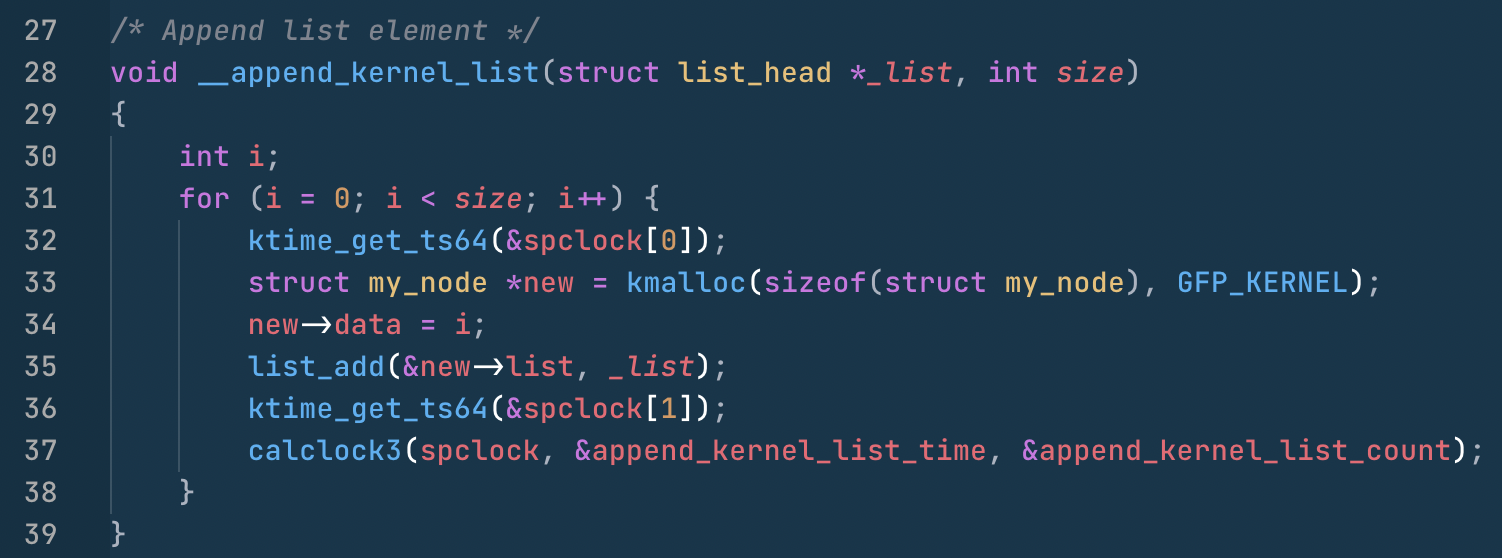 27 /* Append list element */
28 void __append_kernel_list(struct list_head *_list, int size)
29 {
30     int i;
31     for (i = 0; i < size; i++) {
32         ktime_get_ts64(&spclock[0]);
33         struct my_node *new = kmalloc(sizeof(struct my_node), GFP_KERNEL);
34         new->data = i;
35         list_add(&new->list, _list);
36         ktime_get_ts64(&spclock[1]);
37         calclock3(spclock, &append_kernel_list_time, &append_kernel_list_count);
38     }
39 }